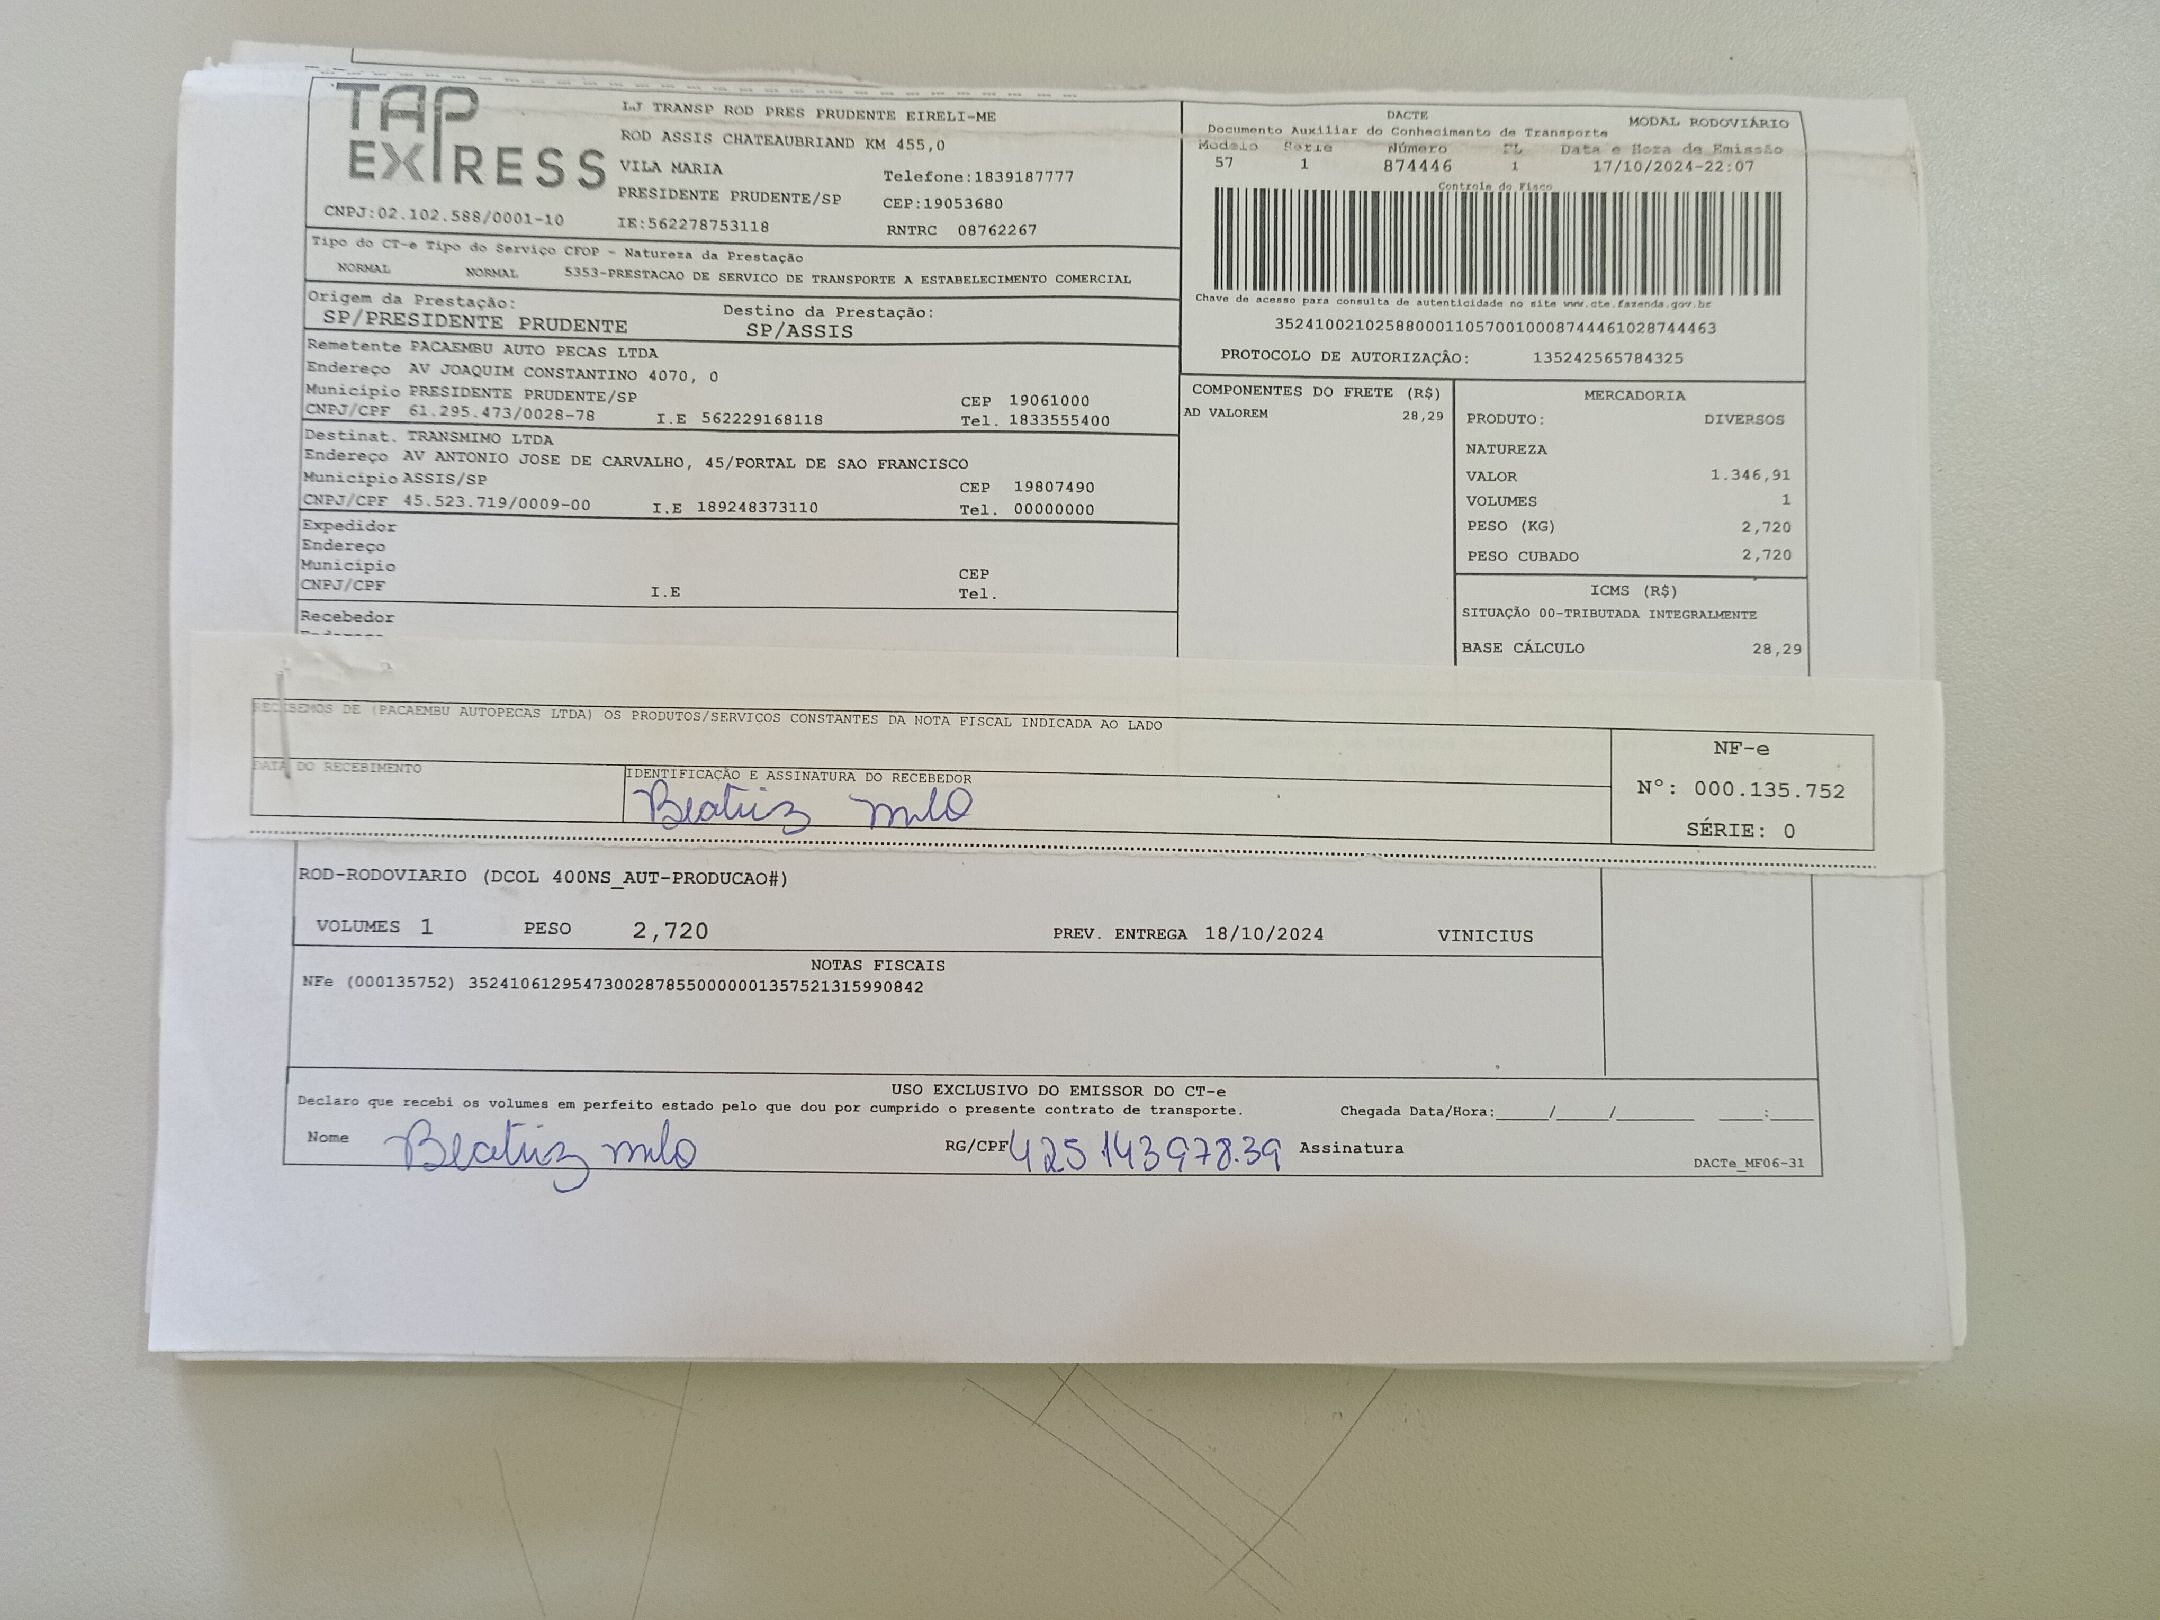 TAP EXPRESS
LJ TRANSP ROD PRES PRUDENTE EIRELI-ME
ROD ASSIS CHATEAUBRIAND KM 455,0
VILA MARIA Telefone:1839187777
PRESIDENTE PRUDENTE/SP CEP:19053680
CNPJ:02.102.588/0001-10 IE:562278753118 RNTRC 08762267
Tipo do CT-e Tipo do Serviço CFOP - Natureza da Prestação
NORMAL NORMAL 5353-PRESTACAO DE SERVICO DE TRANSPORTE A ESTABELECIMENTO COMERCIAL
Origem da Prestação: Destino da Prestação:
SP/PRESIDENTE PRUDENTE SP/ASSIS
Remetente PACAEMBU AUTO PECAS LTDA
Endereço AV JOAQUIM CONSTANTINO 4070, 0
Município PRESIDENTE PRUDENTE/SP CEP 19061000
CNPJ/CPF 61.295.473/0028-78 I.E 562229168118 Tel. 1833555400
Destinat. TRANSMIMO LTDA
Endereço AV ANTONIO JOSE DE CARVALHO, 45/PORTAL DE SAO FRANCISCO
Município ASSIS/SP CEP 19807490
CNPJ/CPF 45.523.719/0009-00 I.E 189248373110 Tel. 00000000
Expedidor
Endereço
Município CEP
CNPJ/CPF I.E Tel.
Recebedor
DACTE MODAL RODOVIÁRIO
Documento Auxiliar do Conhecimento de Transporte
Modelo Serie Número FL Data e Hora de Emissão
57 1 874446 1 17/10/2024-22:07
Controle do Fisco
Chave de acesso para consulta de autenticidade no site www.cte.fazenda.gov.br
35241002102588000110570010008744461028744463
PROTOCOLO DE AUTORIZAÇÃO: 135242565784325
COMPONENTES DO FRETE (R$)
AD VALOREM 28,29
MERCADORIA
PRODUTO: DIVERSOS
NATUREZA
VALOR 1.346,91
VOLUMES 1
PESO (KG) 2,720
PESO CUBADO 2,720
ICMS (R$)
SITUAÇÃO 00-TRIBUTADA INTEGRALMENTE
BASE CÁLCULO 28,29
RECEBEMOS DE (PACAEMBU AUTOPECAS LTDA) OS PRODUTOS/SERVICOS CONSTANTES DA NOTA FISCAL INDICADA AO LADO
DATA DO RECEBIMENTO IDENTIFICAÇÃO E ASSINATURA DO RECEBEDOR
Beatriz
NF-e
Nº: 000.135.752
SÉRIE: 0
ROD-RODOVIARIO (DCOL 400NS_AUT-PRODUCAO#)
VOLUMES 1 PESO 2,720 PREV. ENTREGA 18/10/2024 VINICIUS
NOTAS FISCAIS
NFe (000135752) 35241061295473002878550000001357521315990842
USO EXCLUSIVO DO EMISSOR DO CT-e
Declaro que recebi os volumes em perfeito estado pelo que dou por cumprido o presente contrato de transporte. Chegada Data/Hora:_____/_____/_______ ____:____
Nome Beatriz RG/CPF 425143978.39 Assinatura
DACTe_MF06-31